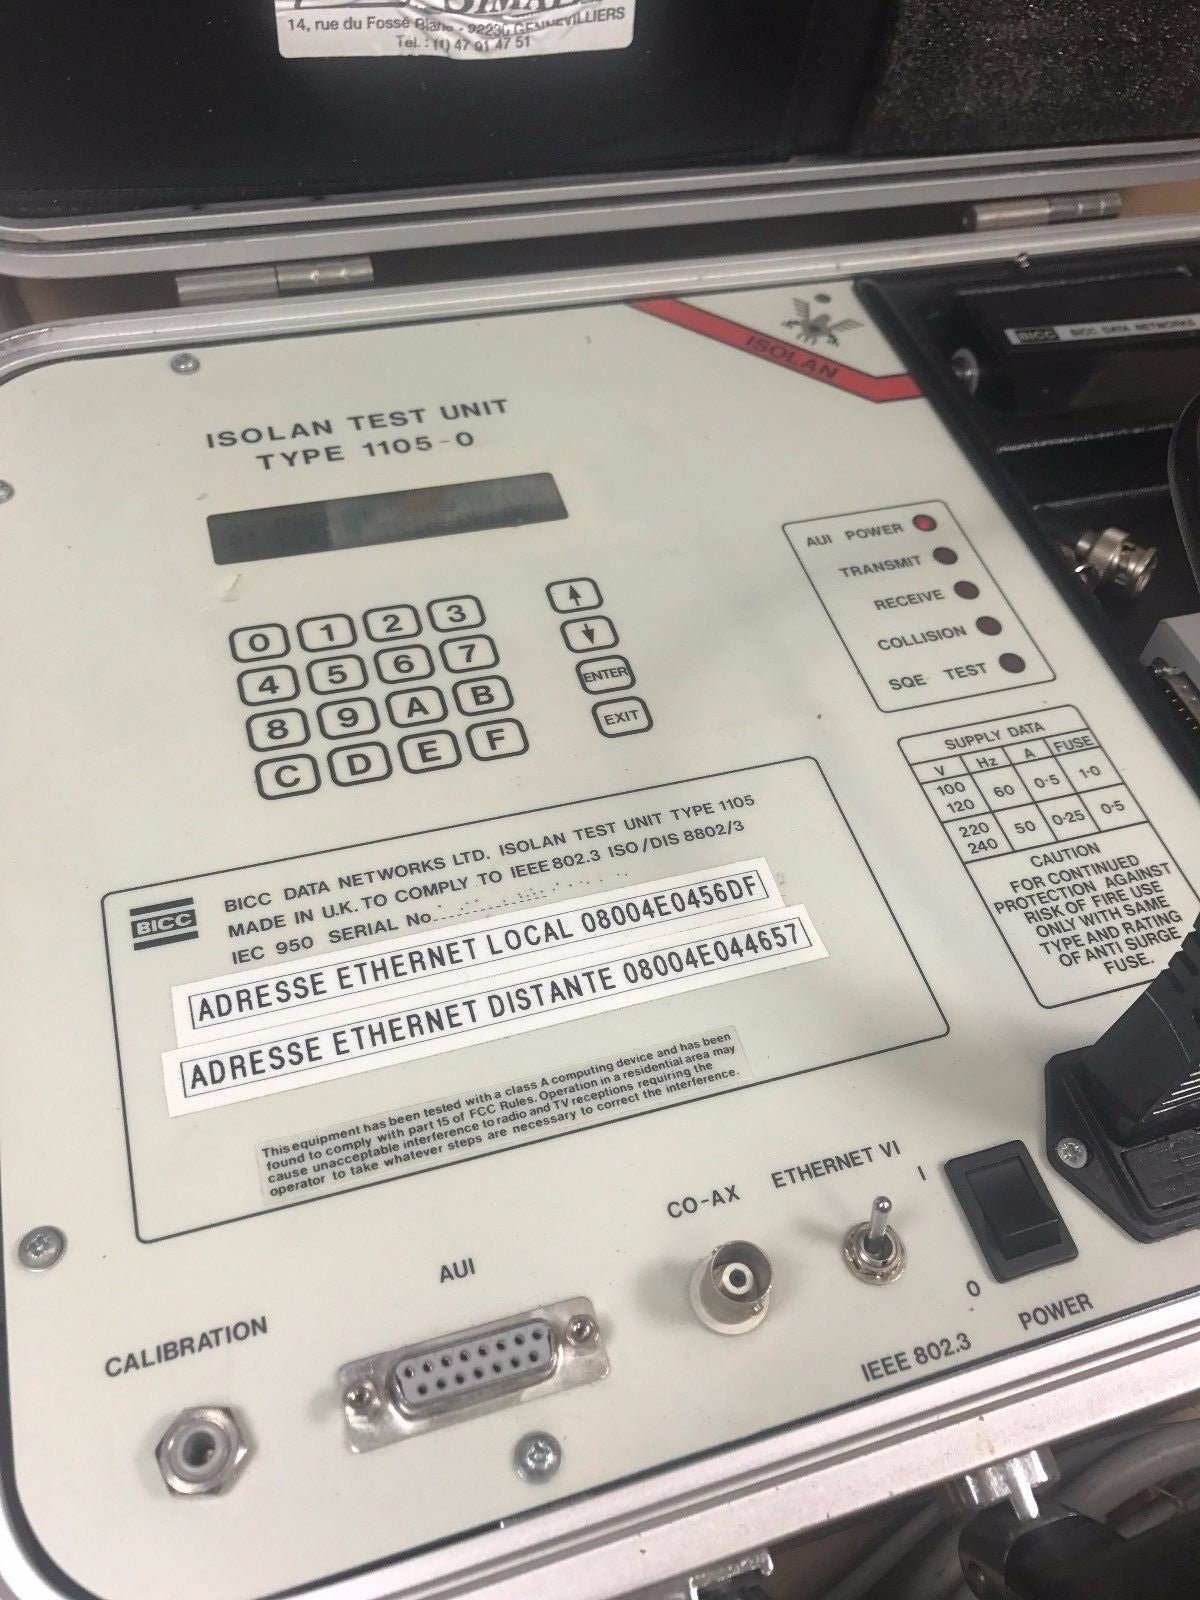 14, rue du Fossé Blanc - 92230 GENNEVILLIERS
Tel. : (1) 47 91 47 51
ISOLAN
BICC BICC DATA NETWORKS
ISOLAN TEST UNIT
TYPE 1105-0
AUI POWER
TRANSMIT
RECEIVE
COLLISION
SQE TEST
0 1 2 3
4 5 6 7
8 9 A B
C D E F
ENTER
EXIT
SUPPLY DATA
V Hz A FUSE
100 120 60 0·5 1·0
220 240 50 0·25 0·5
CAUTION
FOR CONTINUED
PROTECTION AGAINST
RISK OF FIRE USE
ONLY WITH SAME
TYPE AND RATING
OF ANTI SURGE
FUSE.
BICC
BICC DATA NETWORKS LTD. ISOLAN TEST UNIT TYPE 1105
MADE IN U.K. TO COMPLY TO IEEE 802.3 ISO/DIS 8802/3
IEC 950 SERIAL No.
ADRESSE ETHERNET LOCAL 08004E0456DF
ADRESSE ETHERNET DISTANTE 08004E044657
This equipment has been tested with a class A computing device and has been
found to comply with part 15 of FCC Rules. Operation in a residential area may
cause unacceptable interference to radio and TV receptions requiring the
operator to take whatever steps are necessary to correct the interference.
CALIBRATION
AUI
CO-AX
ETHERNET VI
IEEE 802.3
I
0
POWER